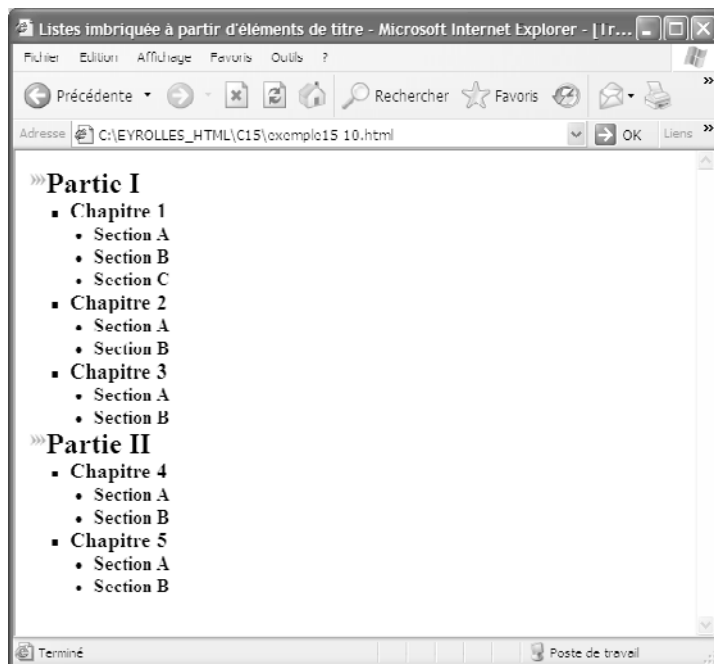 Listes imbriquée à partir d'éléments de titre - Microsoft Internet Explorer - [Tr...
Fichier Edition Affichage Favoris Outils ?
Précédente Rechercher Favoris »
Adresse C:\EYROLLES_HTML\C15\exemple15 10.html OK Liens »
Partie I
Chapitre 1
Section A
Section B
Section C
Chapitre 2
Section A
Section B
Chapitre 3
Section A
Section B
Partie II
Chapitre 4
Section A
Section B
Chapitre 5
Section A
Section B
Terminé Poste de travail